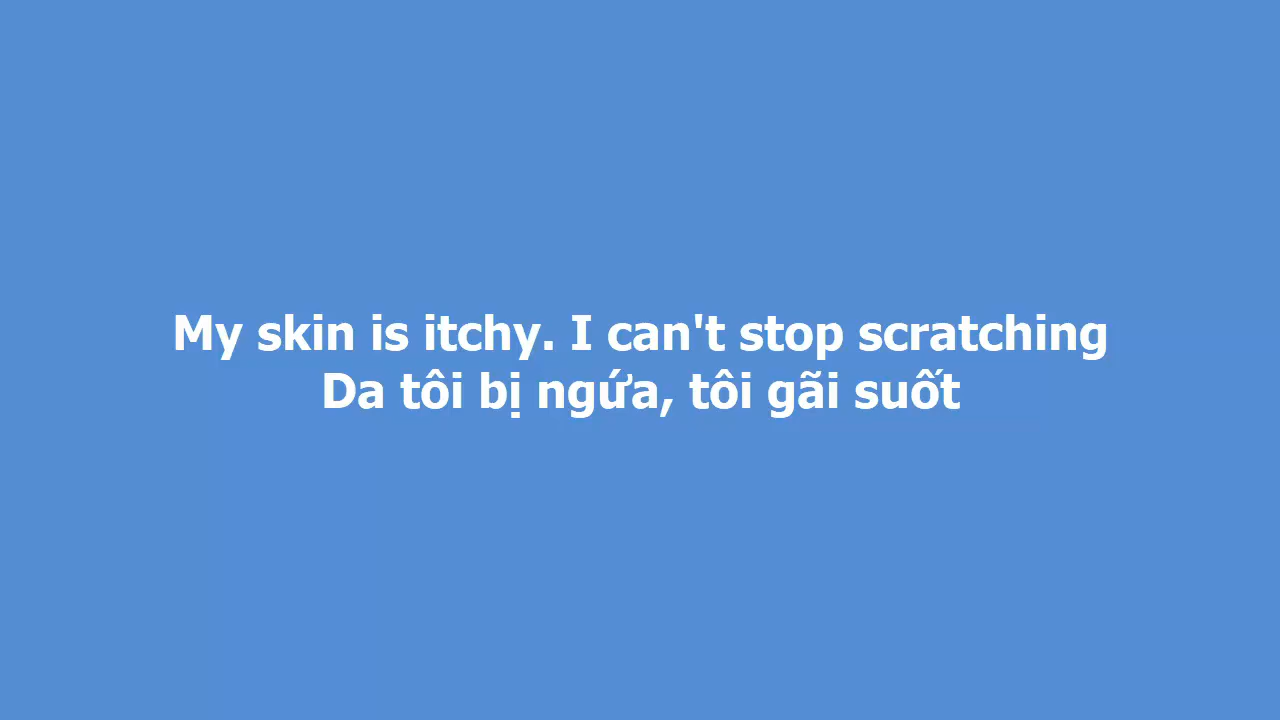 My skin is itchy. I can't stop scratching
Da tôi bị ngứa, tôi gãi suốt